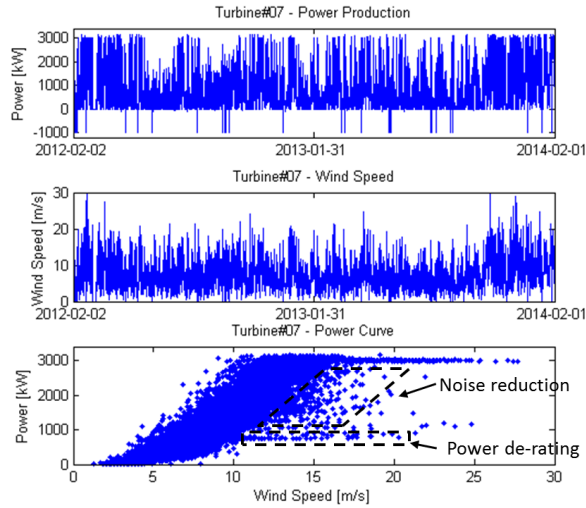 Turbine#07 - Power Production
Power [kW]
3000
2000
1000
0
-1000
2012-02-02 2013-01-31 2014-02-01
Turbine#07 - Wind Speed
Wind Speed [m/s]
30
20
10
0
2012-02-02 2013-12-31 2014-02-01
Turbine#07 - Power Curve
Power [kW]
4000
3000
2000
1000
0
Noise reduction
Power de-rating
0 5 10 15 20 25 30
Wind Speed [m/s]